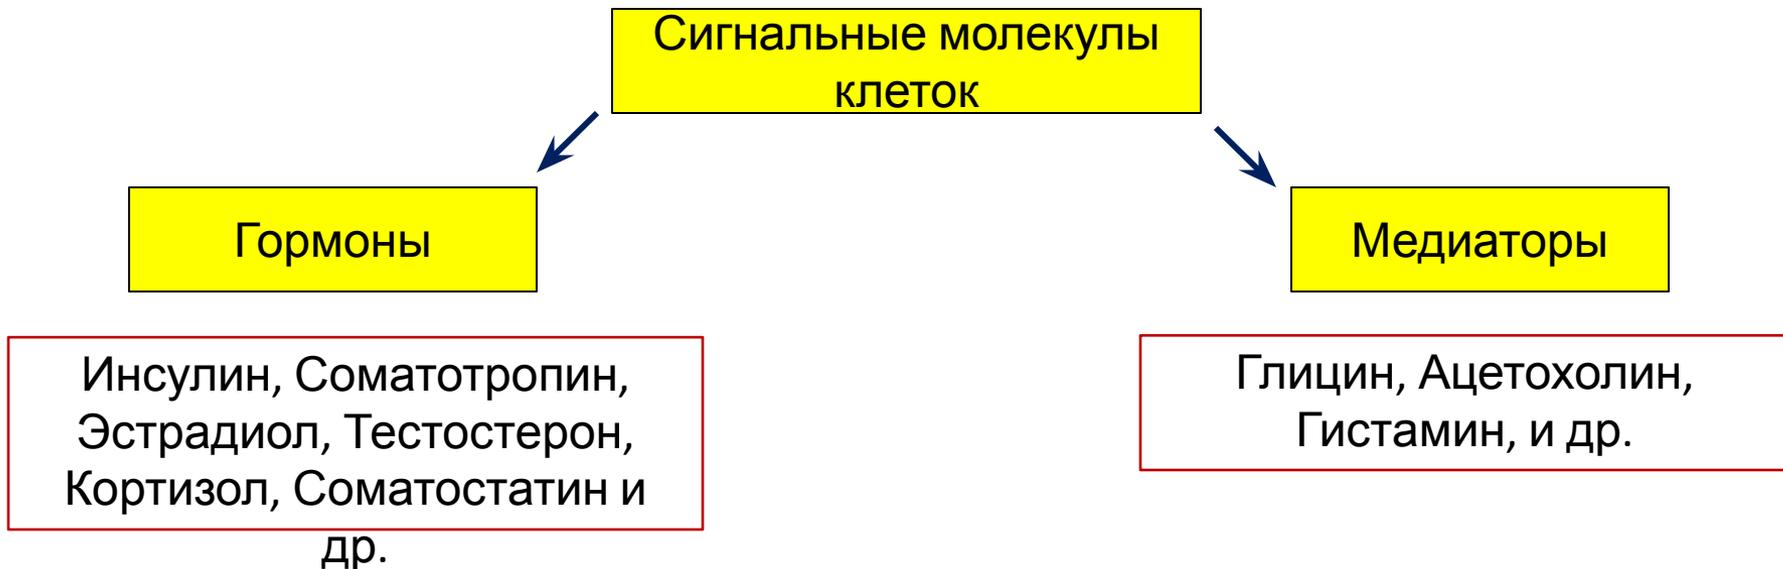 Сигнальные молекулы
клеток
Гормоны
Медиаторы
Инсулин, Соматотропин,
Эстрадиол, Тестостерон,
Кортизол, Соматостатин и
др.
Глицин, Ацетохолин,
Гистамин, и др.